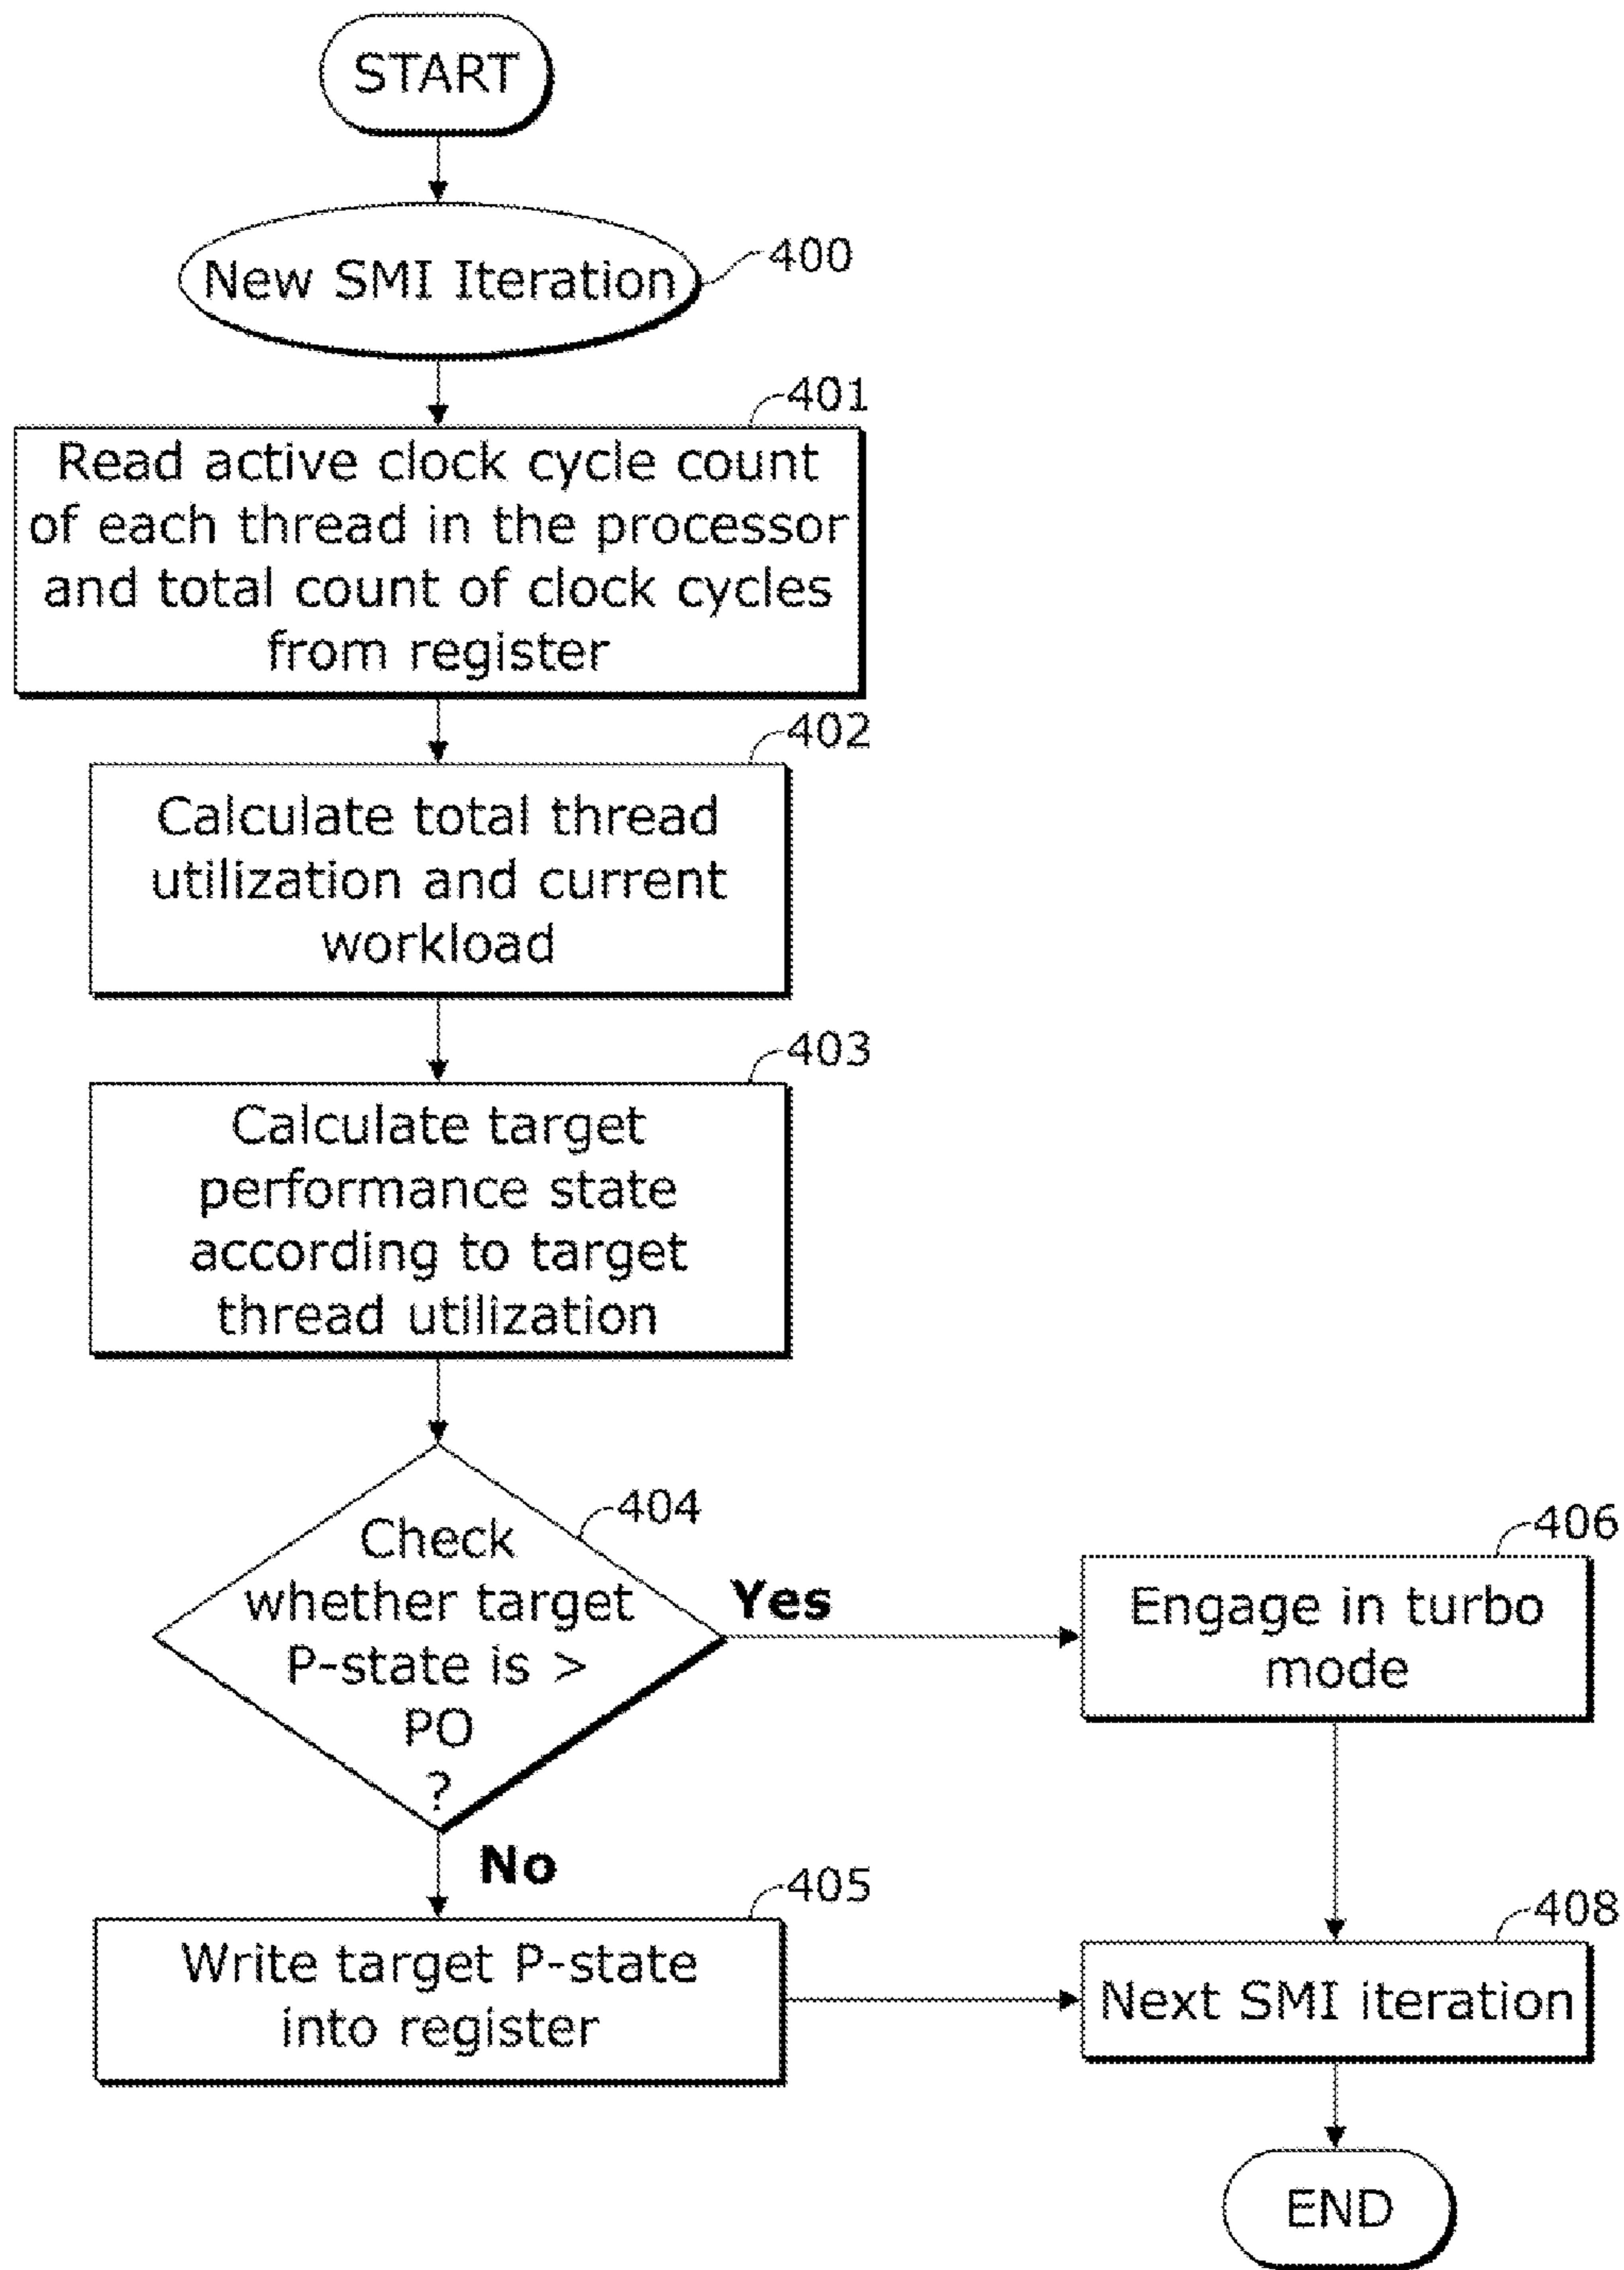 START
New SMI Iteration
400
401
Read active clock cycle count
of each thread in the processor
and total count of clock cycles
from register
402
Calculate total thread
utilization and current
workload
403
Calculate target
performance state
according to target
thread utilization
404
Check
whether target
P-state is >
PO
?
Yes
406
Engage in turbo
mode
No
405
Write target P-state
into register
408
Next SMI iteration
END